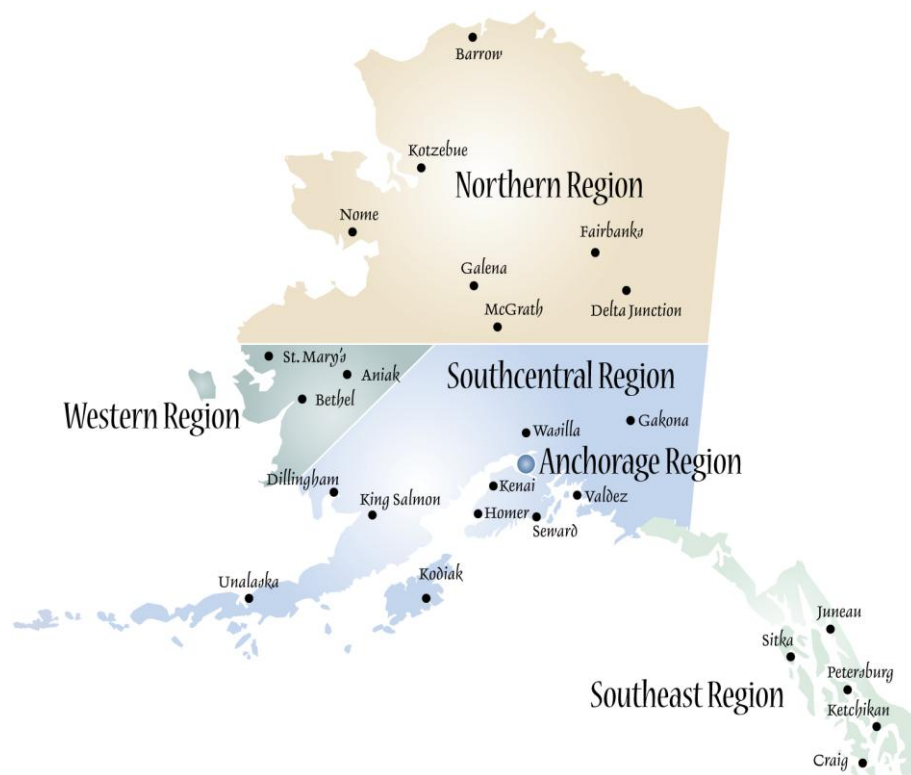 Barrow
Kotzebue
Northern Region
Nome
Fairbanks
Galena
McGrath
Delta Junction
St. Mary's
Aniak
Southcentral Region
Bethel
Western Region
Gakona
Wasilla
Anchorage Region
Dillingham
Kenai
Valdez
King Salmon
Homer
Seward
Unalaska
Kodiak
Juneau
Sitka
Petersburg
Southeast Region
Ketchikan
Craig